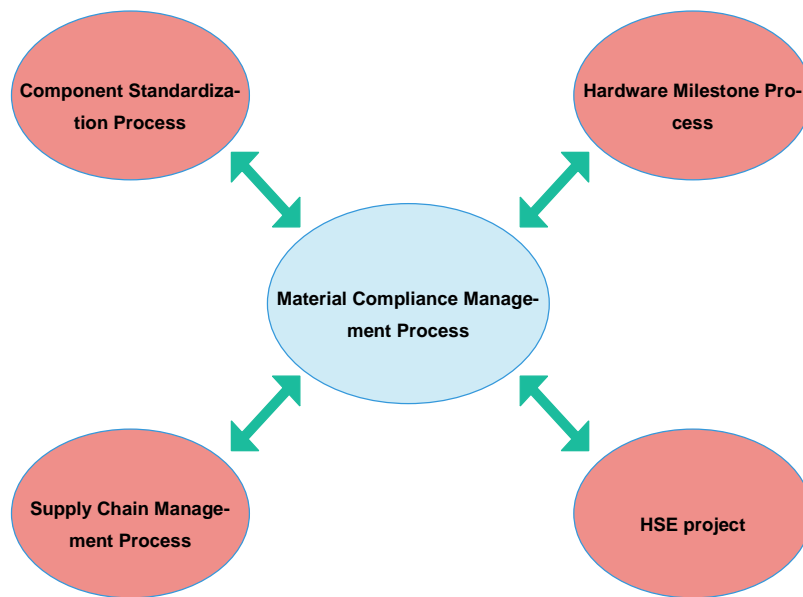 Component Standardiza-
tion Process
Hardware Milestone Pro-
cess
Material Compliance Manage-
ment Process
Supply Chain Manage-
ment Process
HSE project